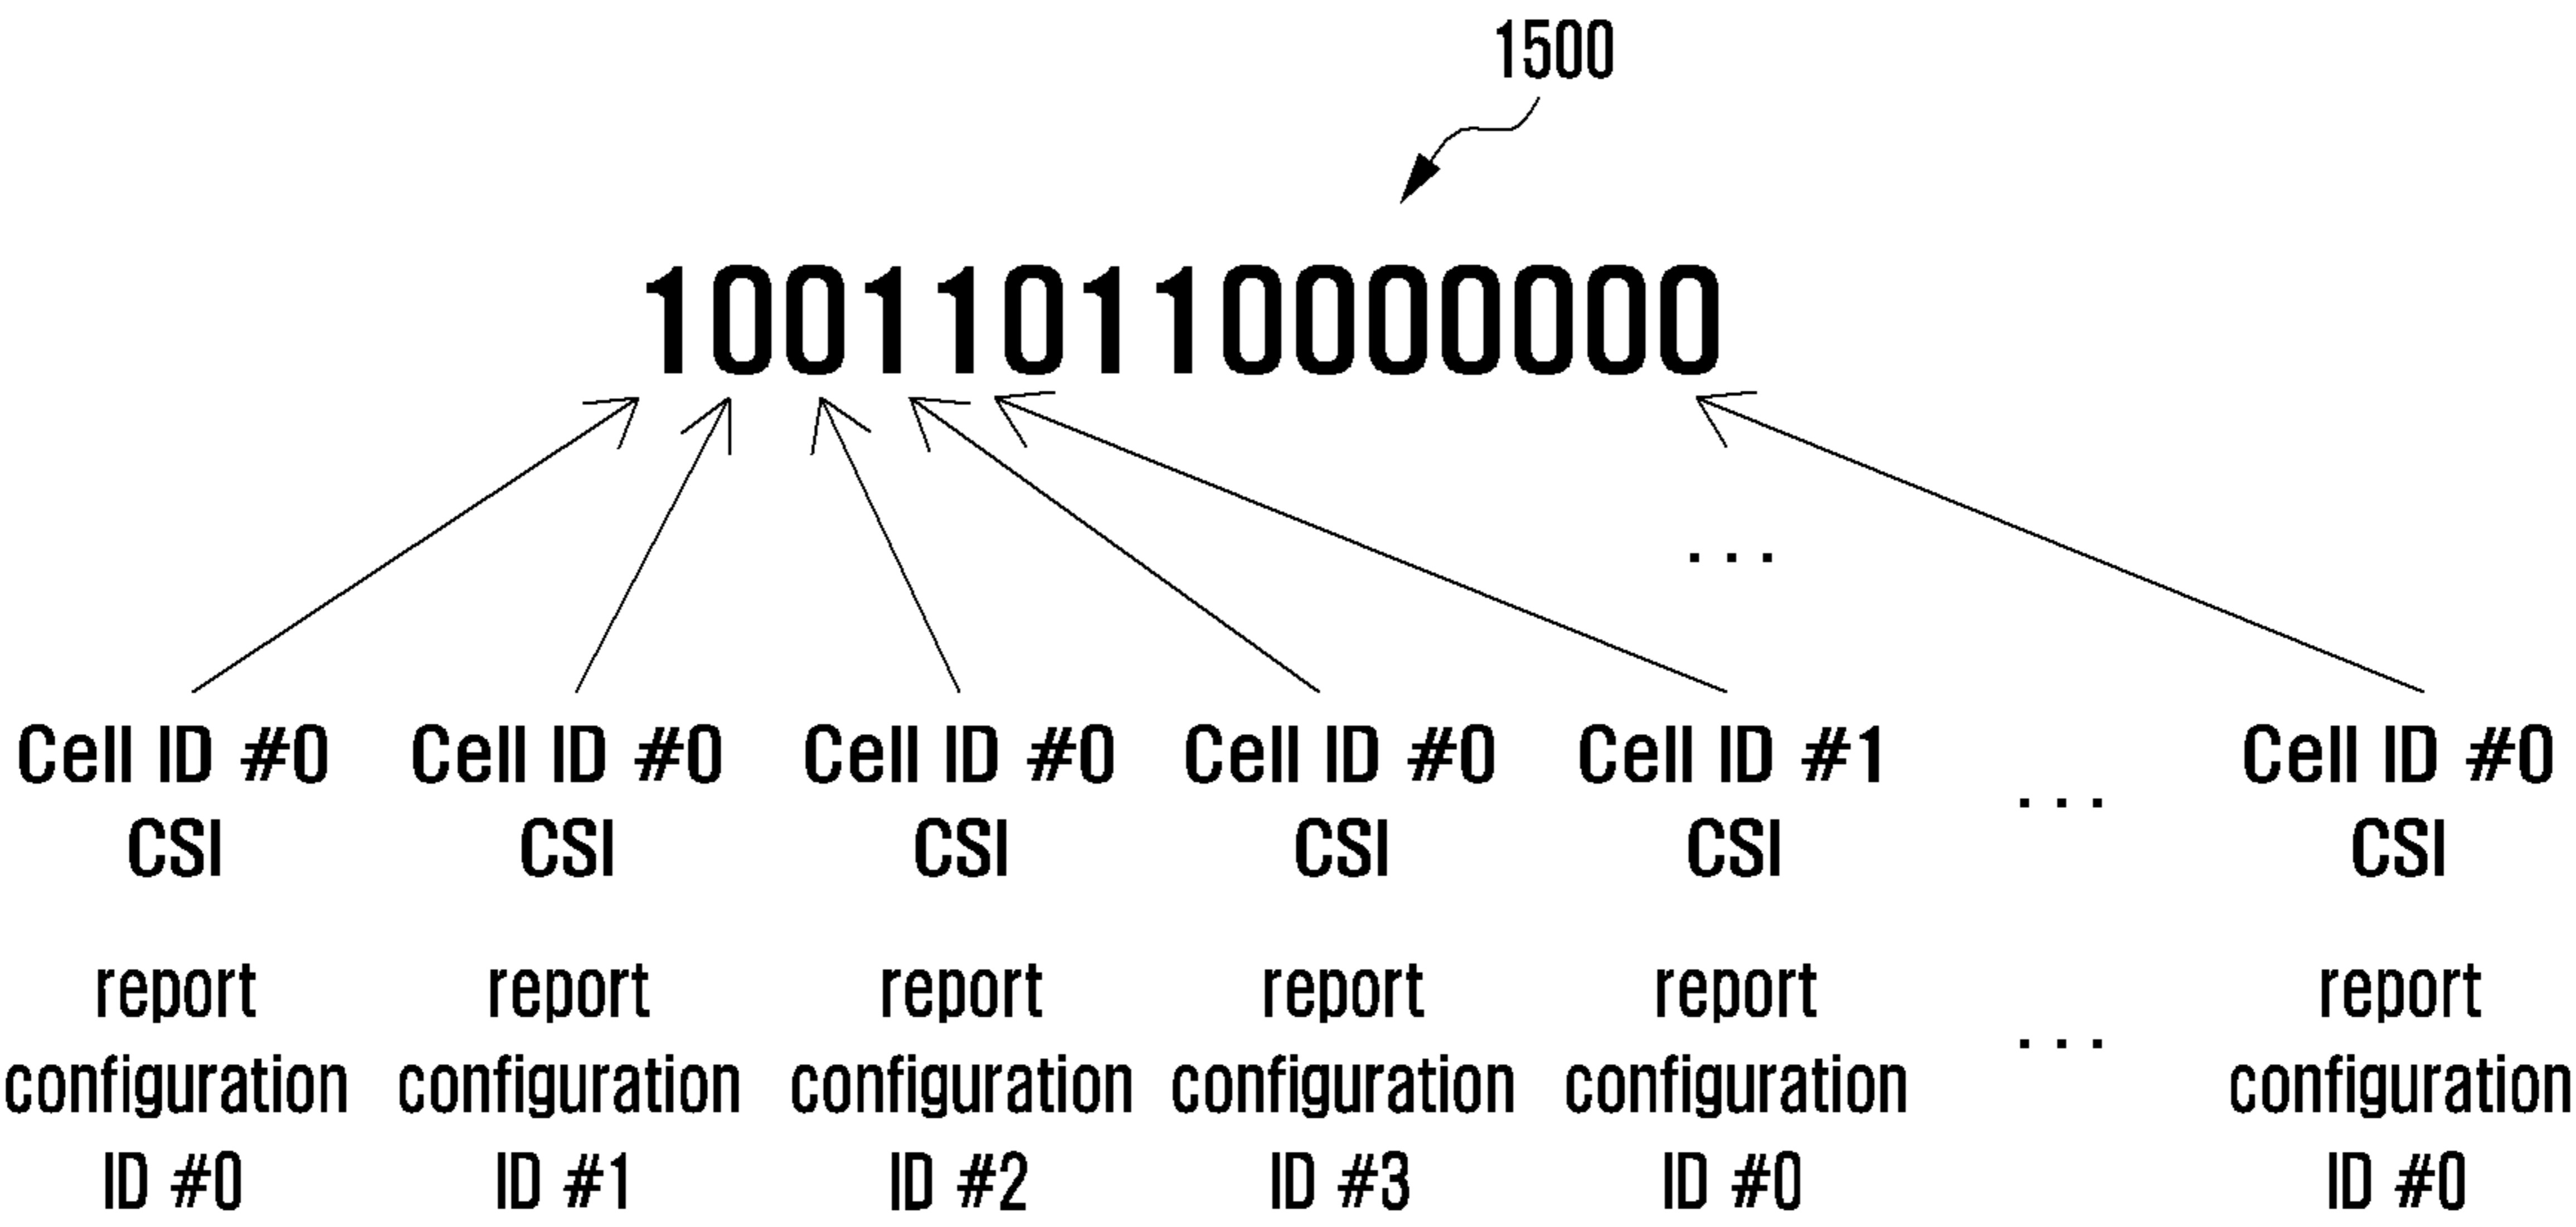 1500
100110110000000
...
Cell ID #0 Cell ID #0 Cell ID #0 Cell ID #0 Cell ID #1 ... Cell ID #0
CSI CSI CSI CSI CSI CSI
report report report report report report
configuration configuration configuration configuration configuration ... configuration
ID #0 ID #1 ID #2 ID #3 ID #0 ID #0